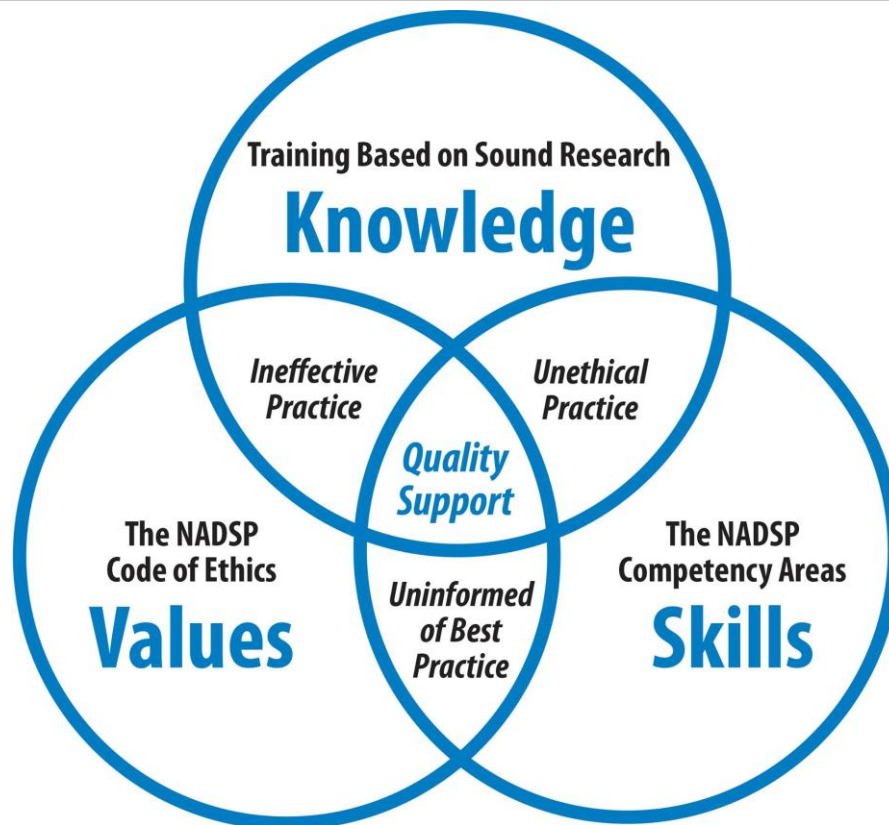 Training Based on Sound Research
Knowledge
Ineffective
Practice
Unethical
Practice
Quality
Support
The NADSP
Code of Ethics
Values
Uninformed
of Best
Practice
The NADSP
Competency Areas
Skills